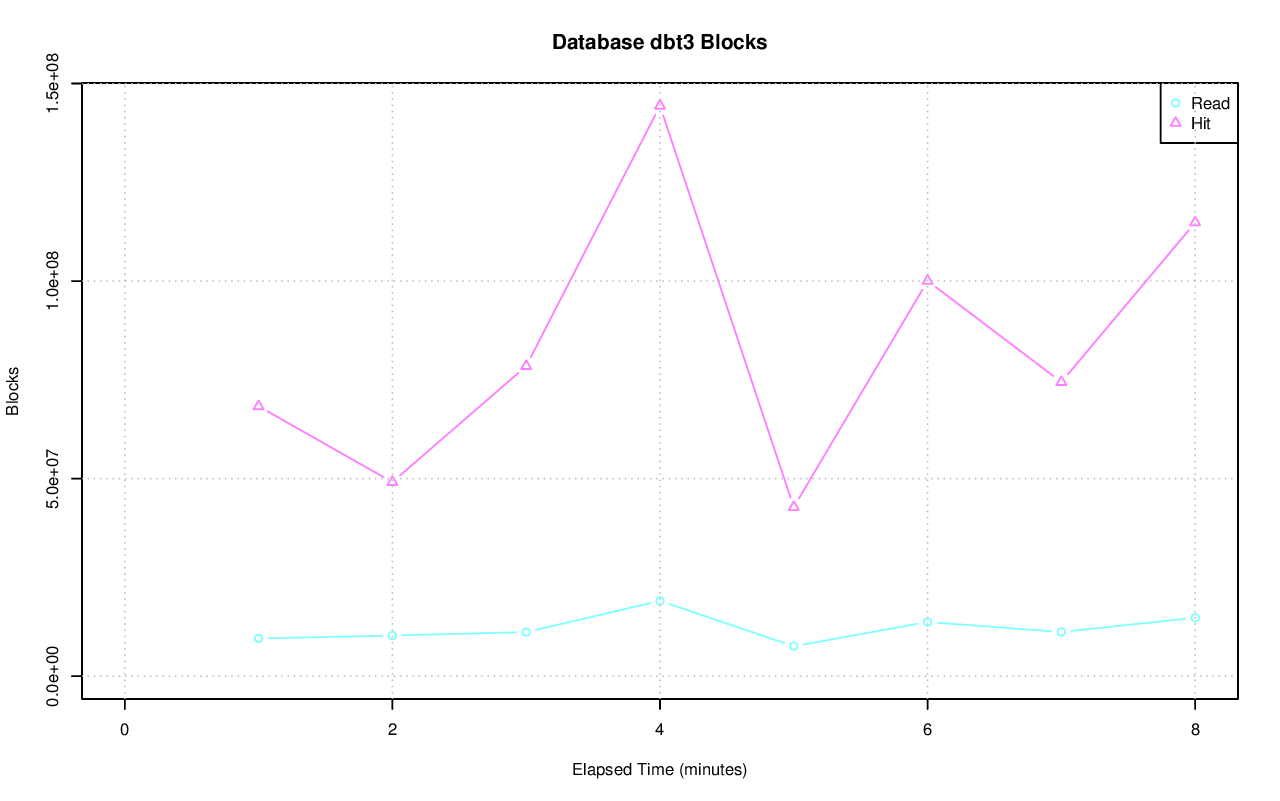 Database dbt3 Blocks
Read
Hit
Blocks
1.5e+08
1.0e+08
5.0e+07
0.0e+00
0 2 4 6 8
Elapsed Time (minutes)